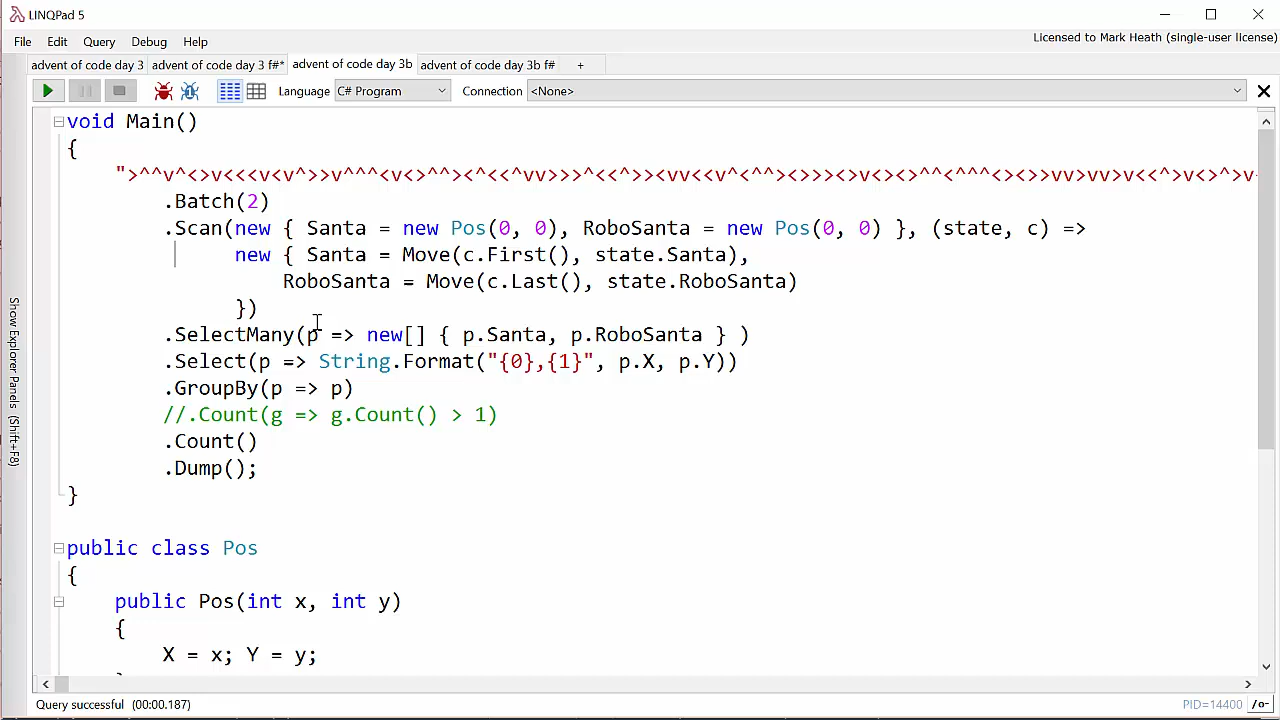 LINQPad 5
File Edit Query Debug Help
Licensed to Mark Heath (single-user license)
advent of code day 3 advent of code day 3 f#* advent of code day 3b advent of code day 3b f# +
Language C# Program Connection <None>
void Main()
{
">^^v^<>v<<<v<v^>>v^^^<v<>^^><^<<^vv>>>^<<^>><vv<<v^<^^><>>><>v<><>^^<^^^<><>>vv>vv>v<<^>v<>^>v
.Batch(2)
.Scan(new { Santa = new Pos(0, 0), RoboSanta = new Pos(0, 0) }, (state, c) =>
new { Santa = Move(c.First(), state.Santa),
RoboSanta = Move(c.Last(), state.RoboSanta)
})
.SelectMany(p => new[] { p.Santa, p.RoboSanta } )
.Select(p => String.Format("{0},{1}", p.X, p.Y))
.GroupBy(p => p)
//.Count(g => g.Count() > 1)
.Count()
.Dump();
}
public class Pos
{
public Pos(int x, int y)
{
X = x; Y = y;
Show Explorer Panels (Shift+F8)
Query successful (00:00.187)
PID=14400 /o-